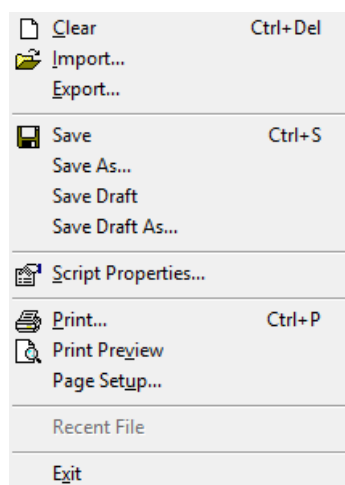 Clear Ctrl+Del
Import...
Export...
Save Ctrl+S
Save As...
Save Draft
Save Draft As...
Script Properties...
Print... Ctrl+P
Print Preview
Page Setup...
Recent File
Exit